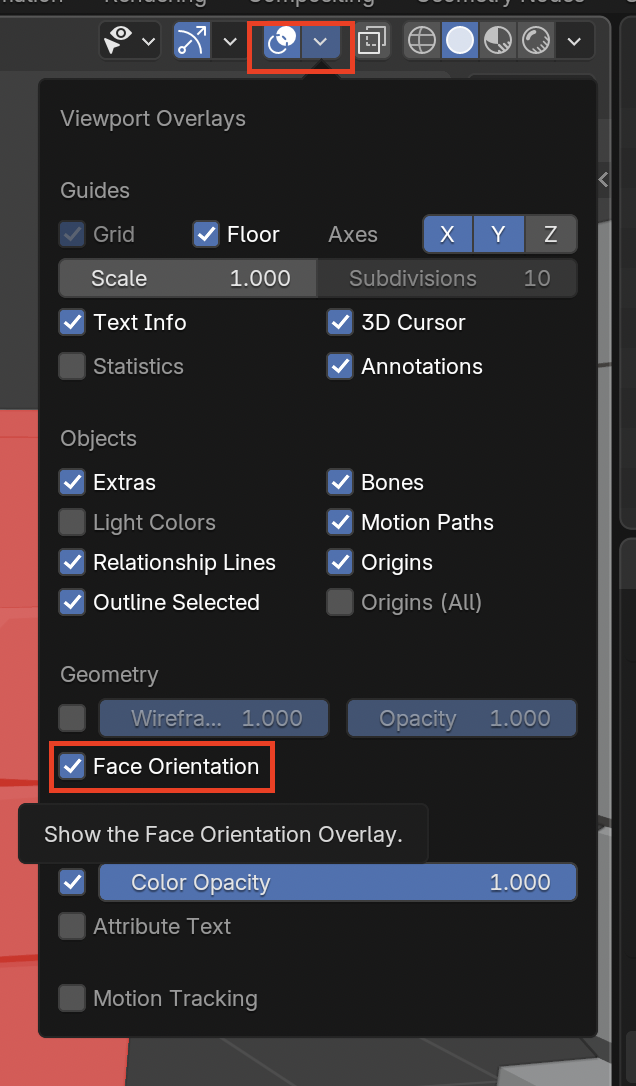 Viewport Overlays
Guides
Grid Floor Axes X Y Z
Scale 1.000 Subdivisions 10
Text Info 3D Cursor
Statistics Annotations
Objects
Extras Bones
Light Colors Motion Paths
Relationship Lines Origins
Outline Selected Origins (All)
Geometry
Wirefra... 1.000 Opacity 1.000
Face Orientation
Show the Face Orientation Overlay.
Color Opacity 1.000
Attribute Text
Motion Tracking